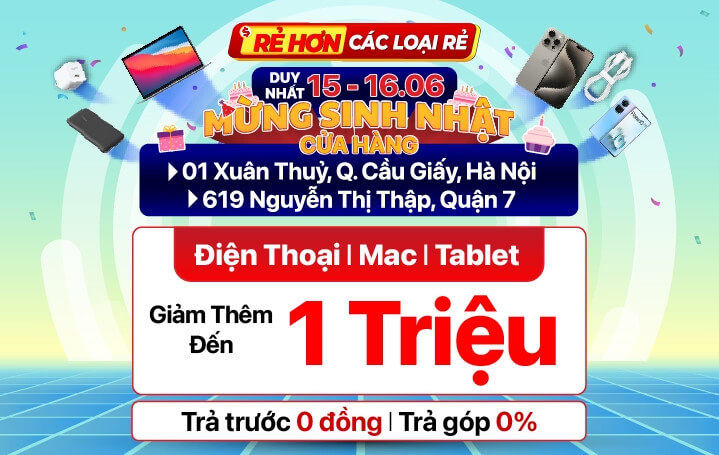 RẺ HƠN CÁC LOẠI RẺ
DUY NHẤT 15 - 16.06
MỪNG SINH NHẬT
CỬA HÀNG
01 Xuân Thuỷ, Q. Cầu Giấy, Hà Nội
619 Nguyễn Thị Thập, Quận 7
Điện Thoại | Mac | Tablet
Giảm Thêm Đến 1 Triệu
Trả trước 0 đồng | Trả góp 0%